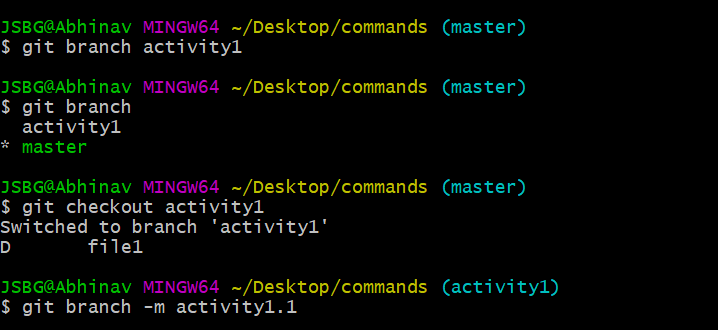 JSBG@Abhinav MINGW64 ~/Desktop/commands (master)
$ git branch activity1
JSBG@Abhinav MINGW64 ~/Desktop/commands (master)
$ git branch
  activity1
* master
JSBG@Abhinav MINGW64 ~/Desktop/commands (master)
$ git checkout activity1
Switched to branch 'activity1'
D       file1
JSBG@Abhinav MINGW64 ~/Desktop/commands (activity1)
$ git branch -m activity1.1